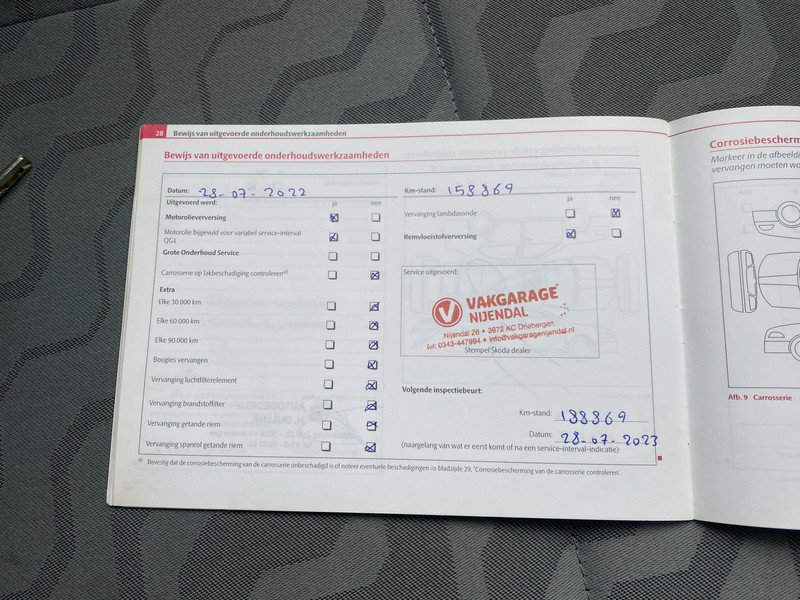 28 Bewijs van uitgevoerde onderhoudswerkzaamheden
Bewijs van uitgevoerde onderhoudswerkzaamheden
Datum: 28-07-2022
Uitgevoerd werd: ja nee
Motorolieverversing
Motorolie bijgevuld voor variabel service-interval
QG1
Grote Onderhoud Service
Carrosserie op lakbeschadiging controleren a)
Extra
Elke 30.000 km
Elke 60.000 km
Elke 90.000 km
Bougies vervangen
Vervanging luchtfilterelement
Vervanging brandstoffilter
Vervanging getande riem
Vervanging spanrol getande riem
Km-stand: 158869
ja nee
Vervanging lambdasonde
Remvloeistofverversing
Service uitgevoerd:
VAKGARAGE
NIJENDAL
Nijendal 28 • 3972 KC Driebergen
tel: 0343-447994 • info@vakgaragenijendal.nl
Stempel Skoda dealer
Volgende inspectiebeurt:
Km-stand: 188869
Datum: 28-07-2023
(naargelang van wat er eerst komt of na een service-interval-indicatie)
a) Bevestig dat de corrosiebescherming van de carrosserie onbeschadigd is of noteer eventuele beschadigingen ⇒ bladzijde 29, 'Corrosiebescherming van de carrosserie controleren'.
Markeer in de
vervangen moeten
Afb. 9 Carrosserie